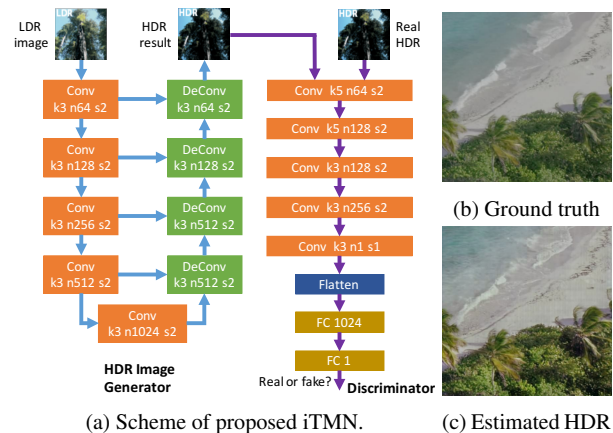 LDR image
HDR result
Real HDR
LDR
HDR
HDR
Conv
k3 n64 s2
Conv
k3 n128 s2
Conv
k3 n256 s2
Conv
k3 n512 s2
Conv
k3 n1024 s2
DeConv
k3 n64 s2
DeConv
k3 n128 s2
DeConv
k3 n512 s2
DeConv
k3 n512 s2
HDR Image
Generator
Conv k5 n64 s2
Conv k5 n128 s2
Conv k3 n128 s2
Conv k3 n256 s2
Conv k3 n1 s1
Flatten
FC 1024
FC 1
Real or fake?
Discriminator
(a) Scheme of proposed iTMN.
(b) Ground truth
(c) Estimated HDR